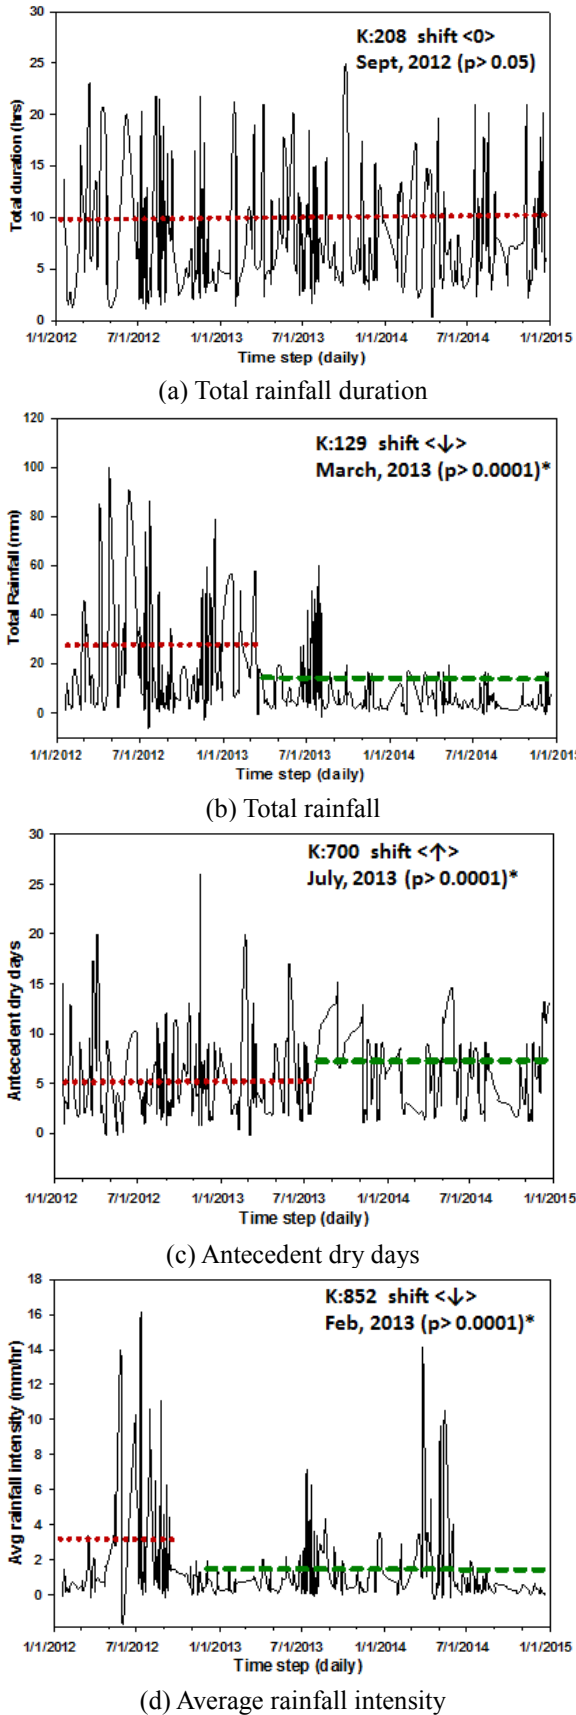 K:208 shift <0>
Sept, 2012 (p> 0.05)
Total duration (hrs)
30
25
20
15
10
5
0
1/1/2012 7/1/2012 1/1/2013 7/1/2013 1/1/2014 7/1/2014 1/1/2015
Time step (daily)
(a) Total rainfall duration
K:129 shift <↓>
March, 2013 (p> 0.0001)*
Total Rainfall (mm)
120
100
80
60
40
20
0
1/1/2012 7/1/2012 1/1/2013 7/1/2013 1/1/2014 7/1/2014 1/1/2015
Time step (daily)
(b) Total rainfall
K:700 shift <↑>
July, 2013 (p> 0.0001)*
Antecedent dry days
30
25
20
15
10
5
0
1/1/2012 7/1/2012 1/1/2013 7/1/2013 1/1/2014 7/1/2014 1/1/2015
Time step (daily)
(c) Antecedent dry days
K:852 shift <↓>
Feb, 2013 (p> 0.0001)*
Avg rainfall intensity (mm/hr)
18
16
14
12
10
8
6
4
2
0
1/1/2012 7/1/2012 1/1/2013 7/1/2013 1/1/2014 7/1/2014 1/1/2015
Time step (daily)
(d) Average rainfall intensity